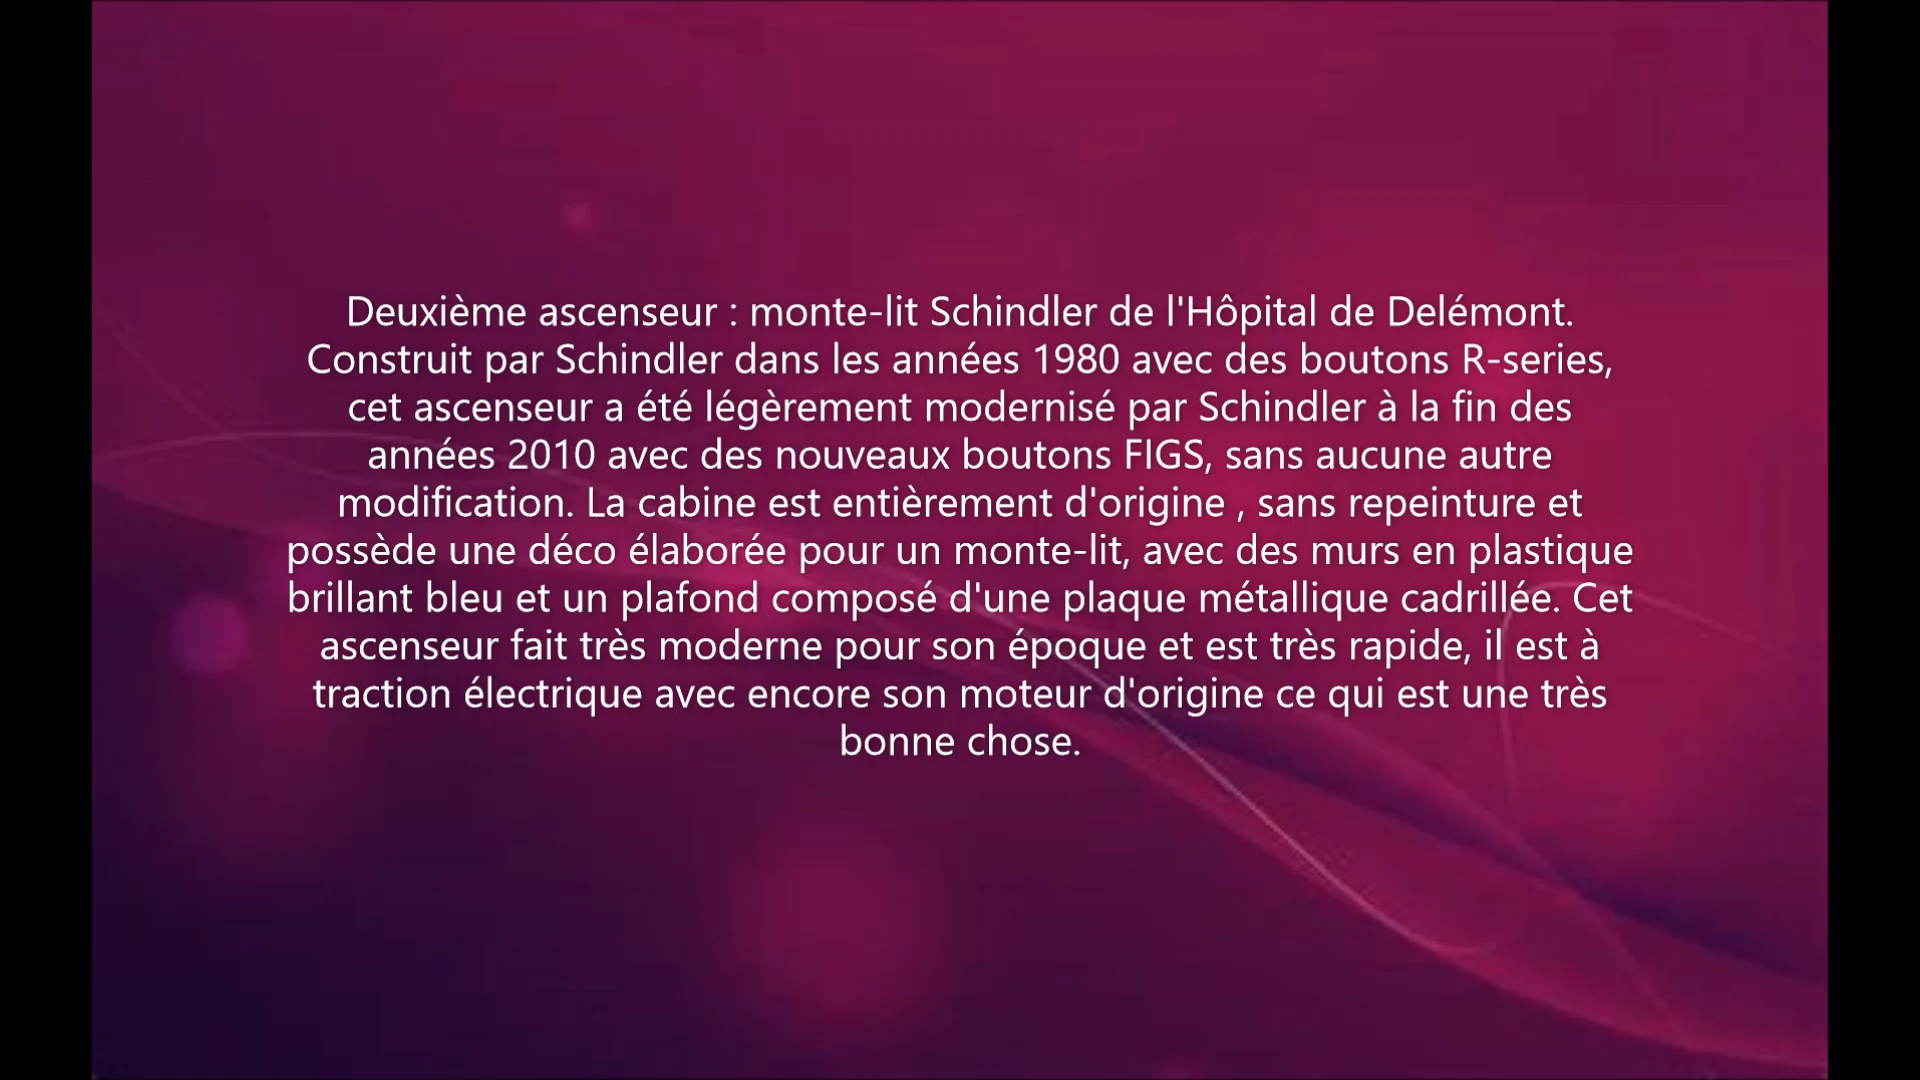 Deuxième ascenseur : monte-lit Schindler de l'Hôpital de Delémont.
Construit par Schindler dans les années 1980 avec des boutons R-series,
cet ascenseur a été légèrement modernisé par Schindler à la fin des
années 2010 avec des nouveaux boutons FIGS, sans aucune autre
modification. La cabine est entièrement d'origine , sans repeinture et
possède une déco élaborée pour un monte-lit, avec des murs en plastique
brillant bleu et un plafond composé d'une plaque métallique cadrillée. Cet
ascenseur fait très moderne pour son époque et est très rapide, il est à
traction électrique avec encore son moteur d'origine ce qui est une très
bonne chose.